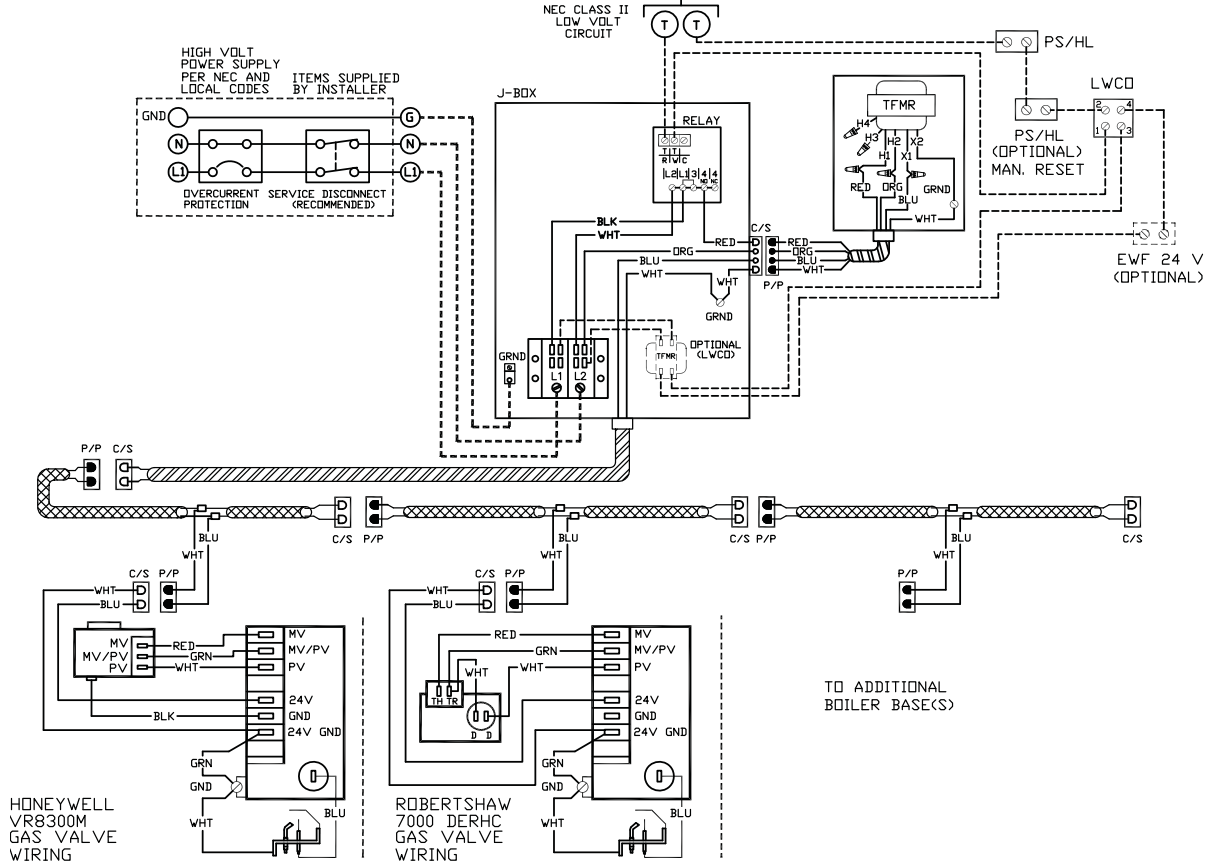 NEC CLASS II
LOW VOLT
CIRCUIT
T T
PS/HL
HIGH VOLT
POWER SUPPLY
PER NEC AND
LOCAL CODES
ITEMS SUPPLIED
BY INSTALLER
GND
G
N
N
L1
L1
OVERCURRENT
PROTECTION
SERVICE DISCONNECT
(RECOMMENDED)
J-BOX
RELAY
T T
R W C
L2 L1 3 4 4
NO NC
BLK
WHT
RED
ORG
BLU
WHT
WHT
GRND
C/S
P/P
RED
ORG
BLU
WHT
TFMR
H4
H3
H2
X2
H1
X1
RED
ORG
BLU
GRND
WHT
LWCO
2 4
1 3
PS/HL
(OPTIONAL)
MAN. RESET
EWF 24 V
(OPTIONAL)
GRND
L1
L2
TFMR
OPTIONAL
(LWCO)
P/P C/S
C/S P/P
C/S P/P
C/S
BLU
WHT
BLU
WHT
BLU
WHT
C/S P/P
WHT
BLU
MV
MV/PV
PV
RED
GRN
WHT
BLK
MV
MV/PV
PV
24V
GND
24V GND
GRN
GND
WHT
BLU
HONEYWELL
VR8300M
GAS VALVE
WIRING
C/S P/P
WHT
BLU
RED
GRN
WHT
WHT
TH TR
D D
MV
MV/PV
PV
24V
GND
24V GND
GRN
GND
WHT
BLU
ROBERTSHAW
7000 DERHC
GAS VALVE
WIRING
P/P
TO ADDITIONAL
BOILER BASE(S)